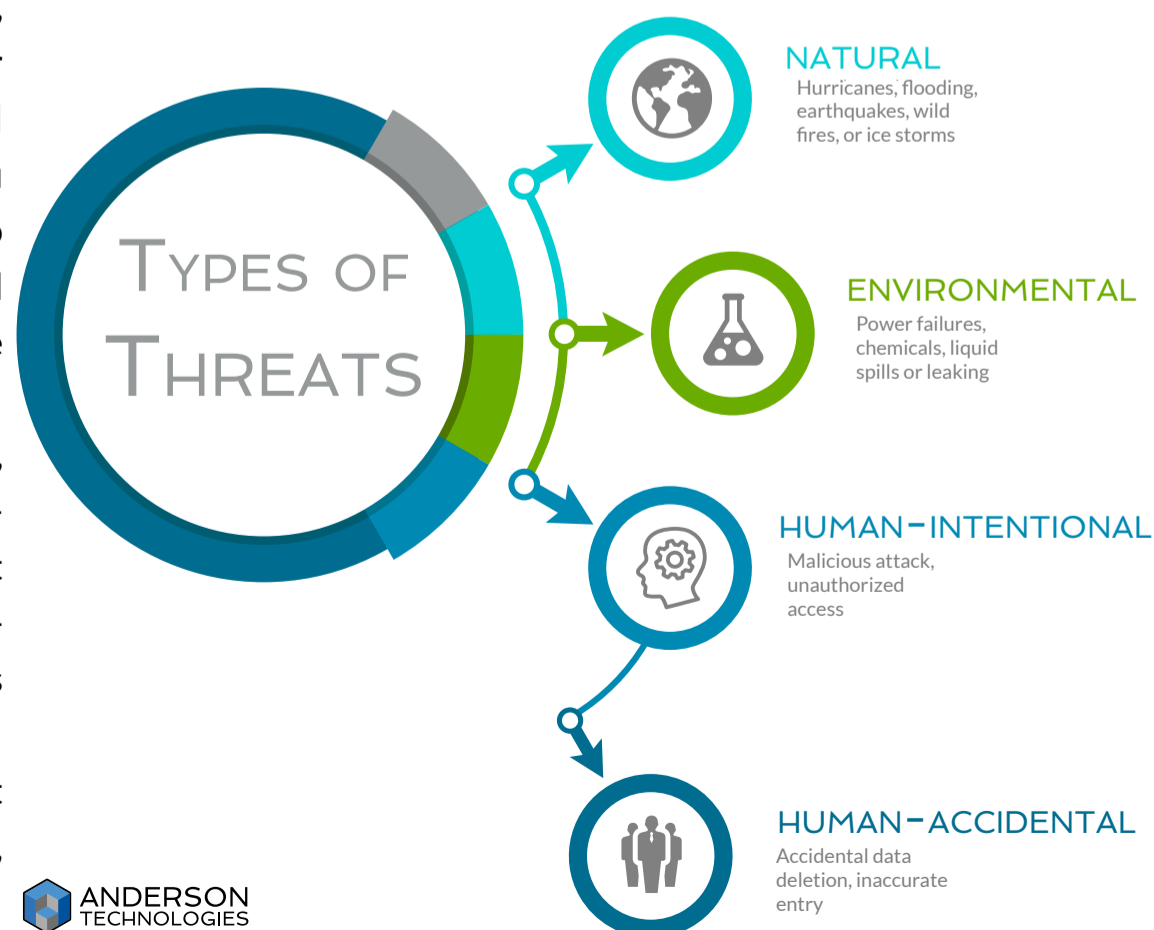 TYPES OF
THREATS
NATURAL
Hurricanes, flooding,
earthquakes, wild
fires, or ice storms
ENVIRONMENTAL
Power failures,
chemicals, liquid
spills or leaking
HUMAN-INTENTIONAL
Malicious attack,
unauthorized
access
HUMAN-ACCIDENTAL
Accidental data
deletion, inaccurate
entry
ANDERSON
TECHNOLOGIES